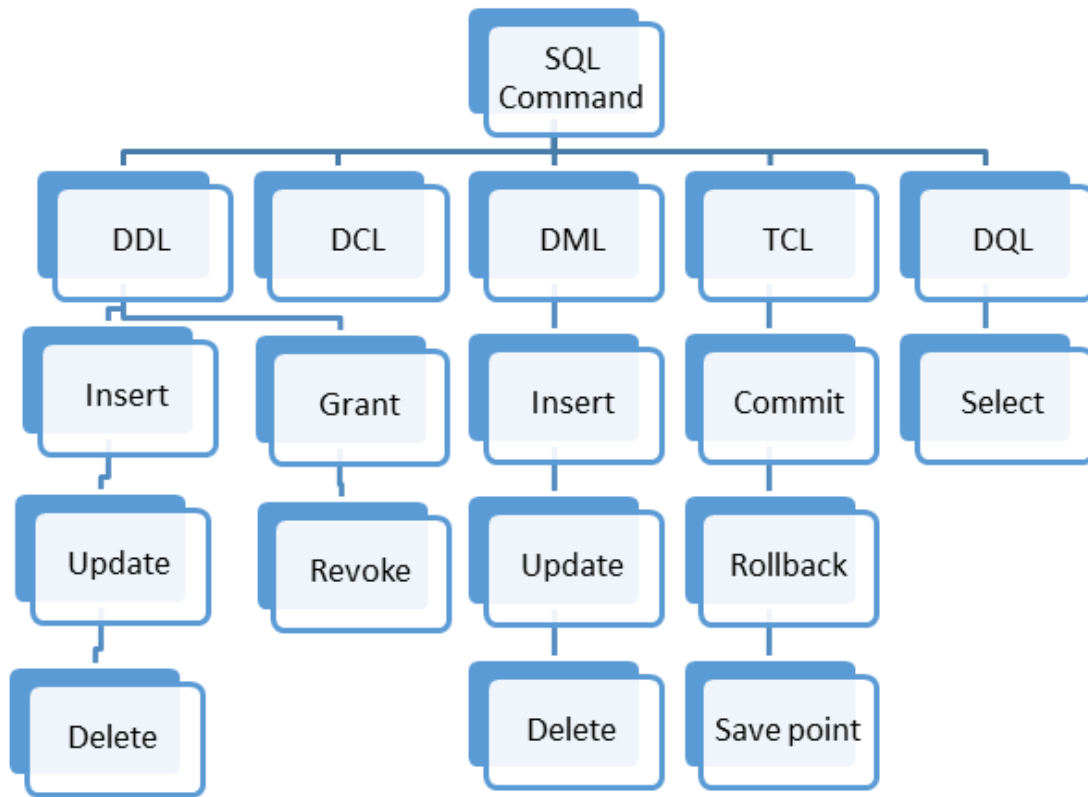 SQL
Command
DDL
DCL
DML
TCL
DQL
Insert
Grant
Insert
Commit
Select
Update
Revoke
Update
Rollback
Delete
Delete
Save point